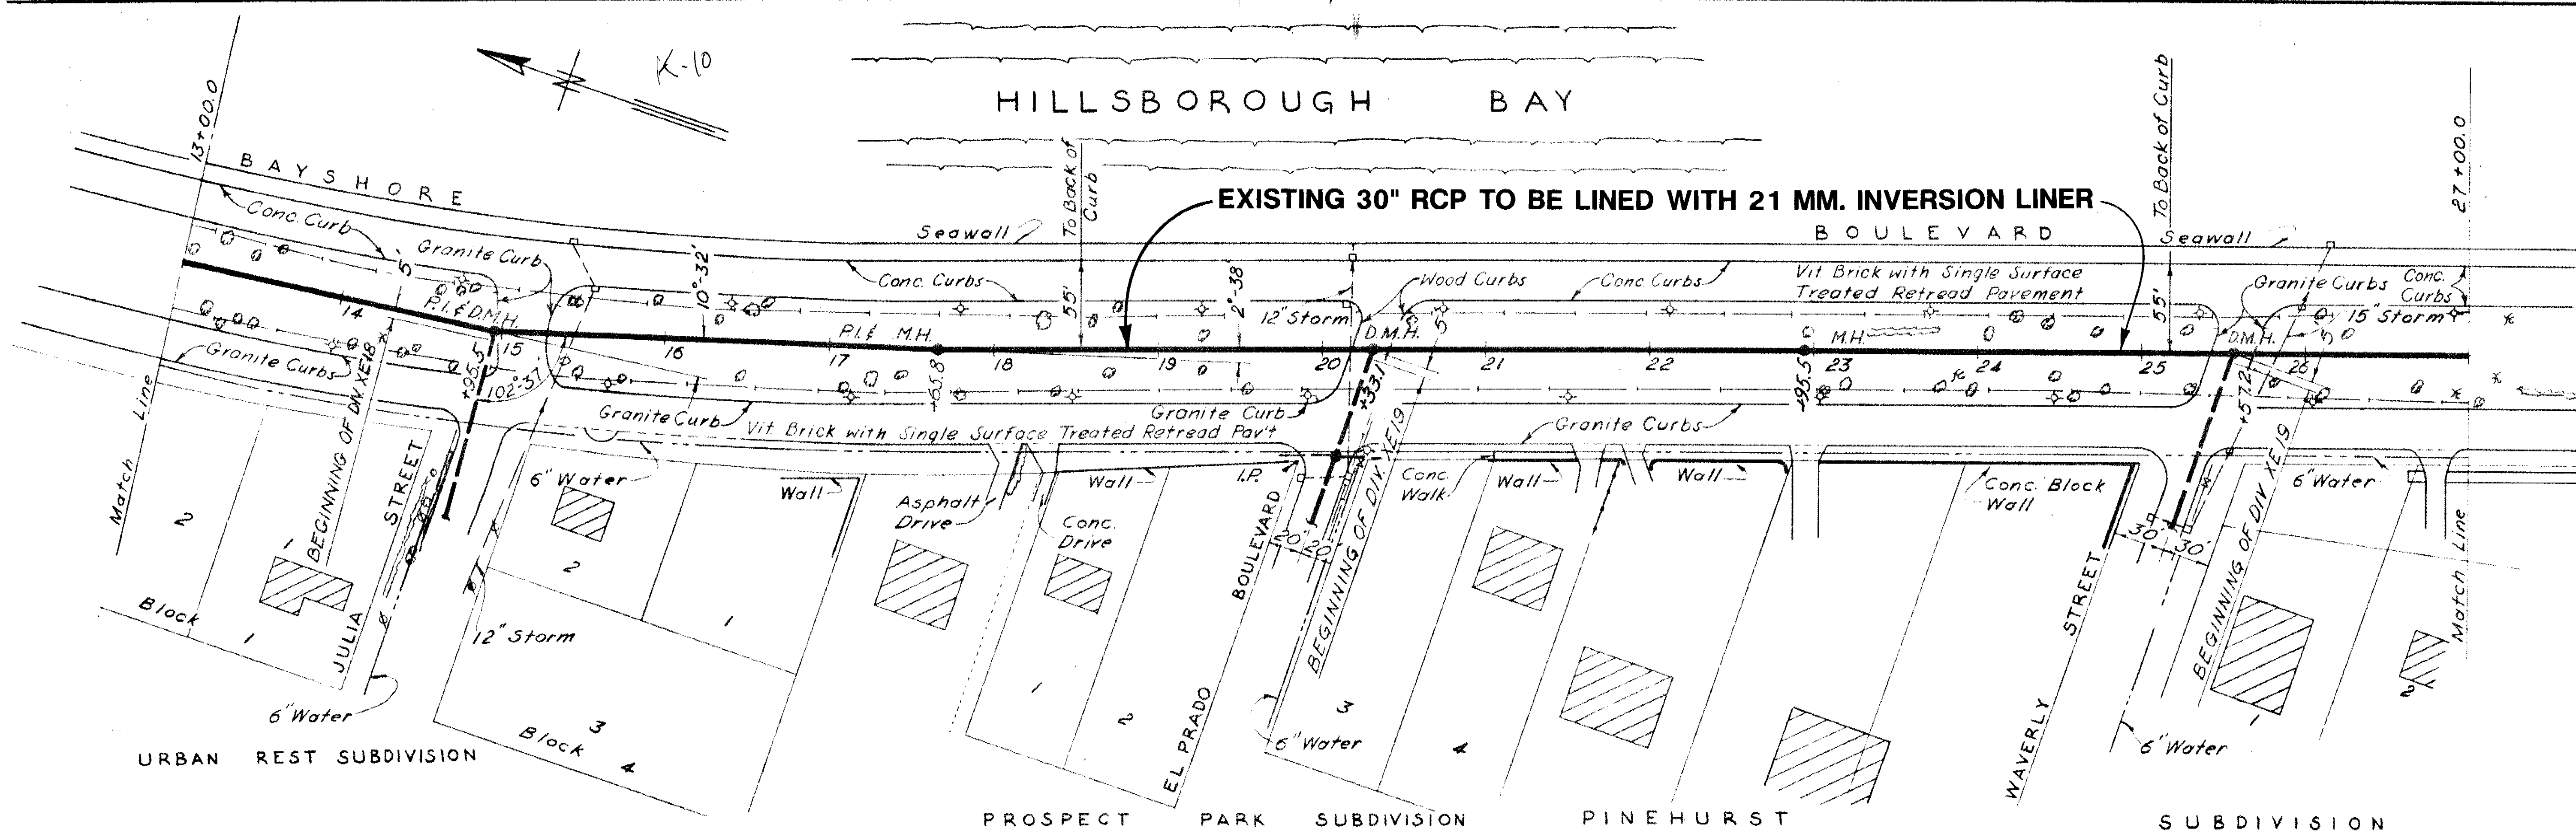 K-10
HILLSBOROUGH BAY
13+00.0
BAYSHORE
To Back of Curb
To Back of Curb
27+00.0
EXISTING 30" RCP TO BE LINED WITH 21 MM. INVERSION LINER
BOULEVARD
Conc. Curb
Granite Curb
Seawall
Seawall
5'
10°-32'
Conc. Curbs
55'
2°-38
Wood Curbs
Conc Curbs
Vit Brick with Single Surface
Treated Retread Pavement
55'
Granite Curbs
Conc.
Curbs
12" Storm
15" Storm
5'
5'
14
P.I. & D.M.H.
15
16
17
P.I. & M.H.
18
19
20
D.M.H.
21
22
M.H.
23
24
25
D.M.H.
26
Granite Curbs
+95.5
102°-37'
+65.8
+33.1
+95.5
+57.2
Granite Curb
Granite Curb
Granite Curbs
Vit Brick with Single Surface Treated Retread Pav't
Match Line
BEGINNING OF DIV. XE18
JULIA STREET
6" Water
Wall
Asphalt
Drive
Conc.
Drive
Wall
I.P.
Conc.
Walk
Wall
Wall
Conc. Block
Wall
6" Water
Match Line
2
1
2
1
20' 20'
30' 30'
EL PRADO BOULEVARD
BEGINNING OF DIV. XE19
WAVERLY STREET
BEGINNING OF DIV XE19
Block 1
12" Storm
6" Water
3
Block 4
1
2
3
4
6" Water
6" Water
1
2
URBAN REST SUBDIVISION
PROSPECT PARK SUBDIVISION
PINEHURST SUBDIVISION